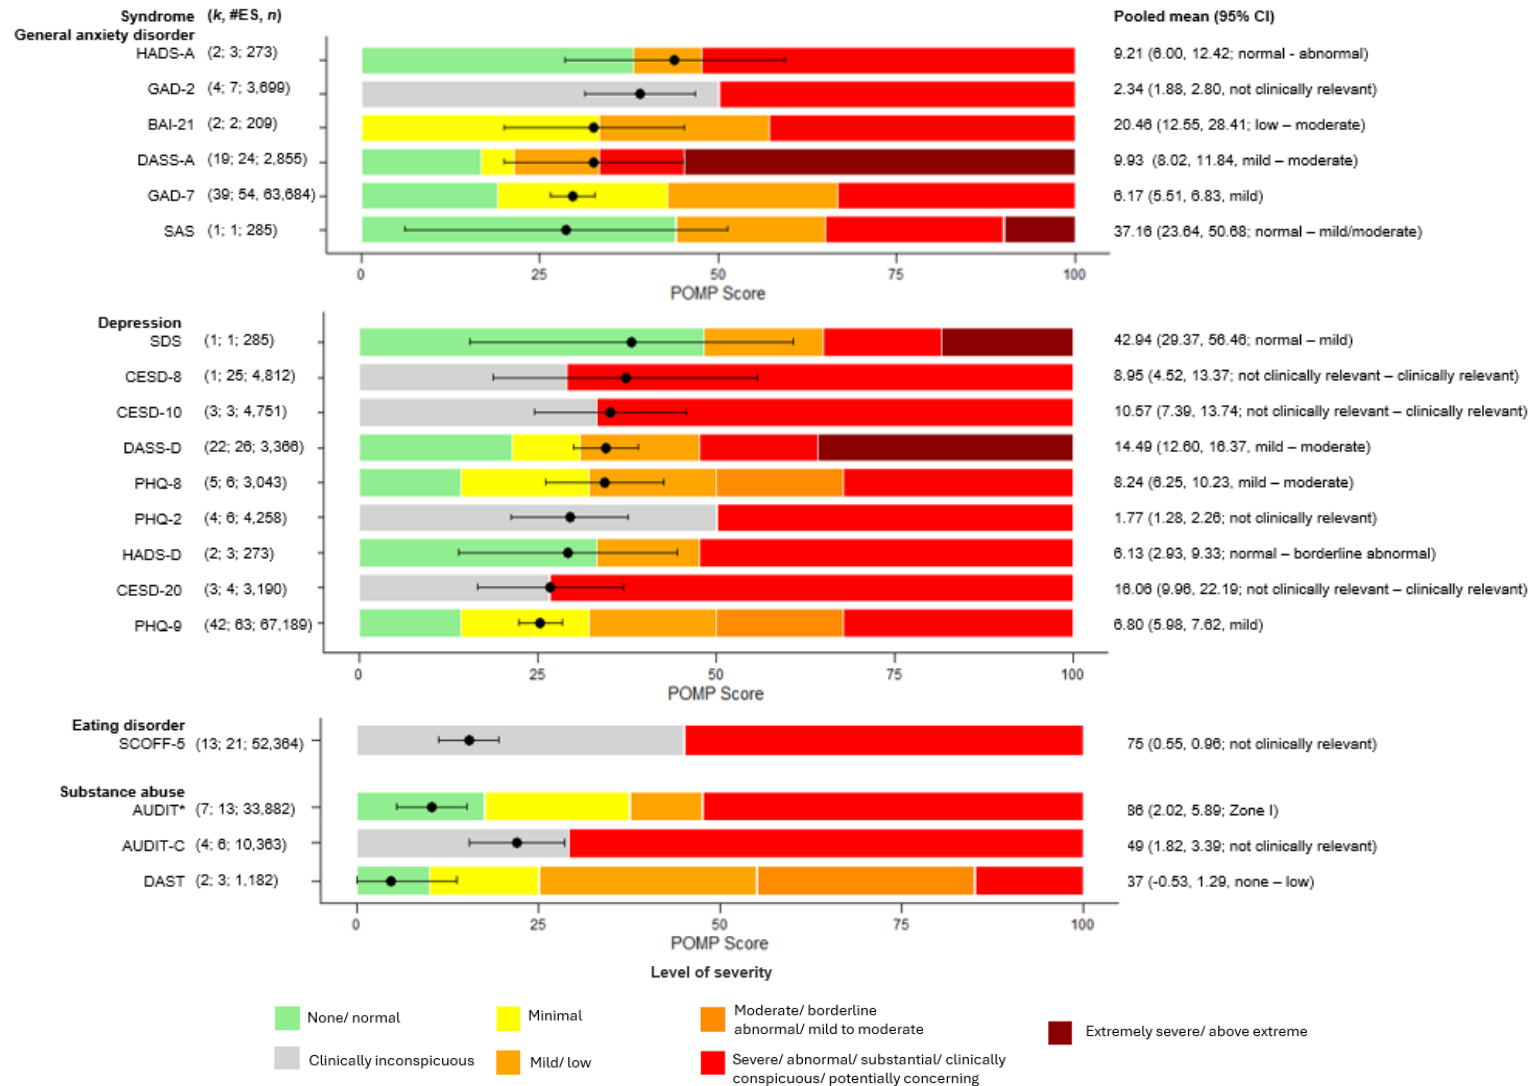 Syndrome (k, #ES, n) Pooled mean (95% CI)
General anxiety disorder
HADS-A (2; 3; 273) 9.21 (6.00, 12.42; normal - abnormal)
GAD-2 (4; 7; 3,699) 2.34 (1.88, 2.80, not clinically relevant)
BAI-21 (2; 2; 209) 20.46 (12.55, 28.41; low – moderate)
DASS-A (19; 24; 2,855) 9.93 (8.02, 11.84, mild – moderate)
GAD-7 (39; 54, 63,684) 6.17 (5.51, 6.83, mild)
SAS (1; 1; 285) 37.16 (23.64, 50.68; normal – mild/moderate)
0 25 50 75 100
POMP Score
Depression
SDS (1; 1; 285) 42.94 (29.37, 56.46; normal – mild)
CESD-8 (1; 25; 4,812) 8.95 (4.52, 13.37; not clinically relevant – clinically relevant)
CESD-10 (3; 3; 4,751) 10.57 (7.39, 13.74; not clinically relevant – clinically relevant)
DASS-D (22; 26; 3,366) 14.49 (12.60, 16.37, mild – moderate)
PHQ-8 (5; 6; 3,043) 8.24 (6.25, 10.23, mild – moderate)
PHQ-2 (4; 6; 4,258) 1.77 (1.28, 2.26; not clinically relevant)
HADS-D (2; 3; 273) 6.13 (2.93, 9.33; normal – borderline abnormal)
CESD-20 (3; 4; 3,190) 16.06 (9.96, 22.19; not clinically relevant – clinically relevant)
PHQ-9 (42; 63; 67,189) 6.80 (5.98, 7.62, mild)
0 25 50 75 100
POMP Score
Eating disorder
SCOFF-5 (13; 21; 52,364) 75 (0.55, 0.96; not clinically relevant)
Substance abuse
AUDIT* (7; 13; 33,882) 86 (2.02, 5.89; Zone I)
AUDIT-C (4; 6; 10,363) 49 (1.82, 3.39; not clinically relevant)
DAST (2; 3; 1,182) 37 (-0.53, 1.29, none – low)
0 25 50 75 100
POMP Score
Level of severity
None/ normal
Clinically inconspicuous
Minimal
Mild/ low
Moderate/ borderline
abnormal/ mild to moderate
Severe/ abnormal/ substantial/ clinically
conspicuous/ potentially concerning
Extremely severe/ above extreme